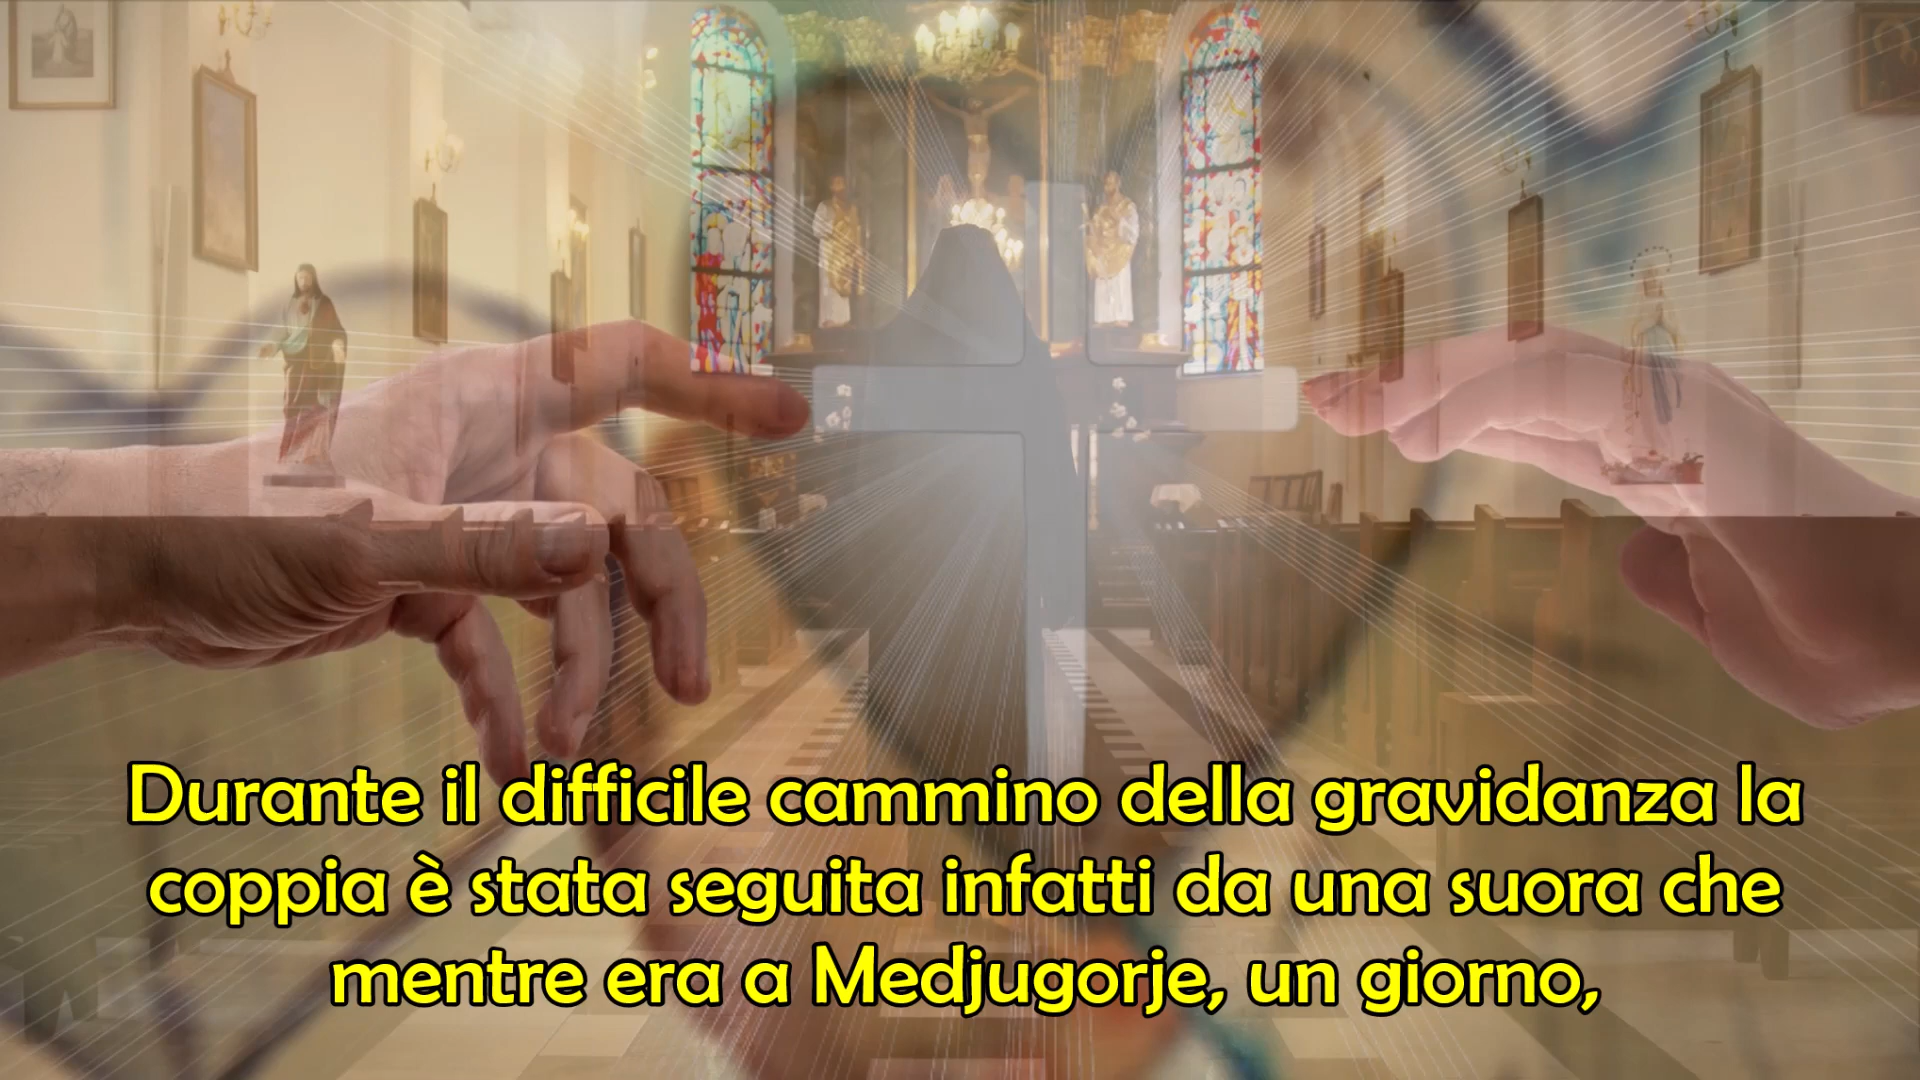 Durante il difficile cammino della gravidanza la
coppia è stata seguita infatti da una suora che
mentre era a Medjugorje, un giorno,